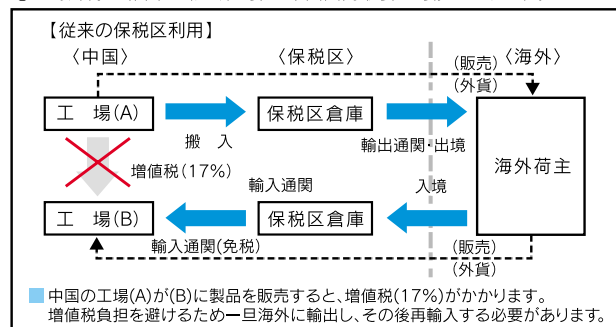 【従来の保税区利用】
〈中国〉
〈保税区〉
〈海外〉
(販売)
(外貨)
工 場(A)
搬 入
保税区倉庫
輸出通関・出境
海外荷主
増値税(17%)
輸入通関
入境
工 場(B)
輸入通関(免税)
保税区倉庫
(販売)
(外貨)
中国の工場(A)が(B)に製品を販売すると、増値税(17%)がかかります。
増値税負担を避けるため一旦海外に輸出し、その後再輸入する必要があります。